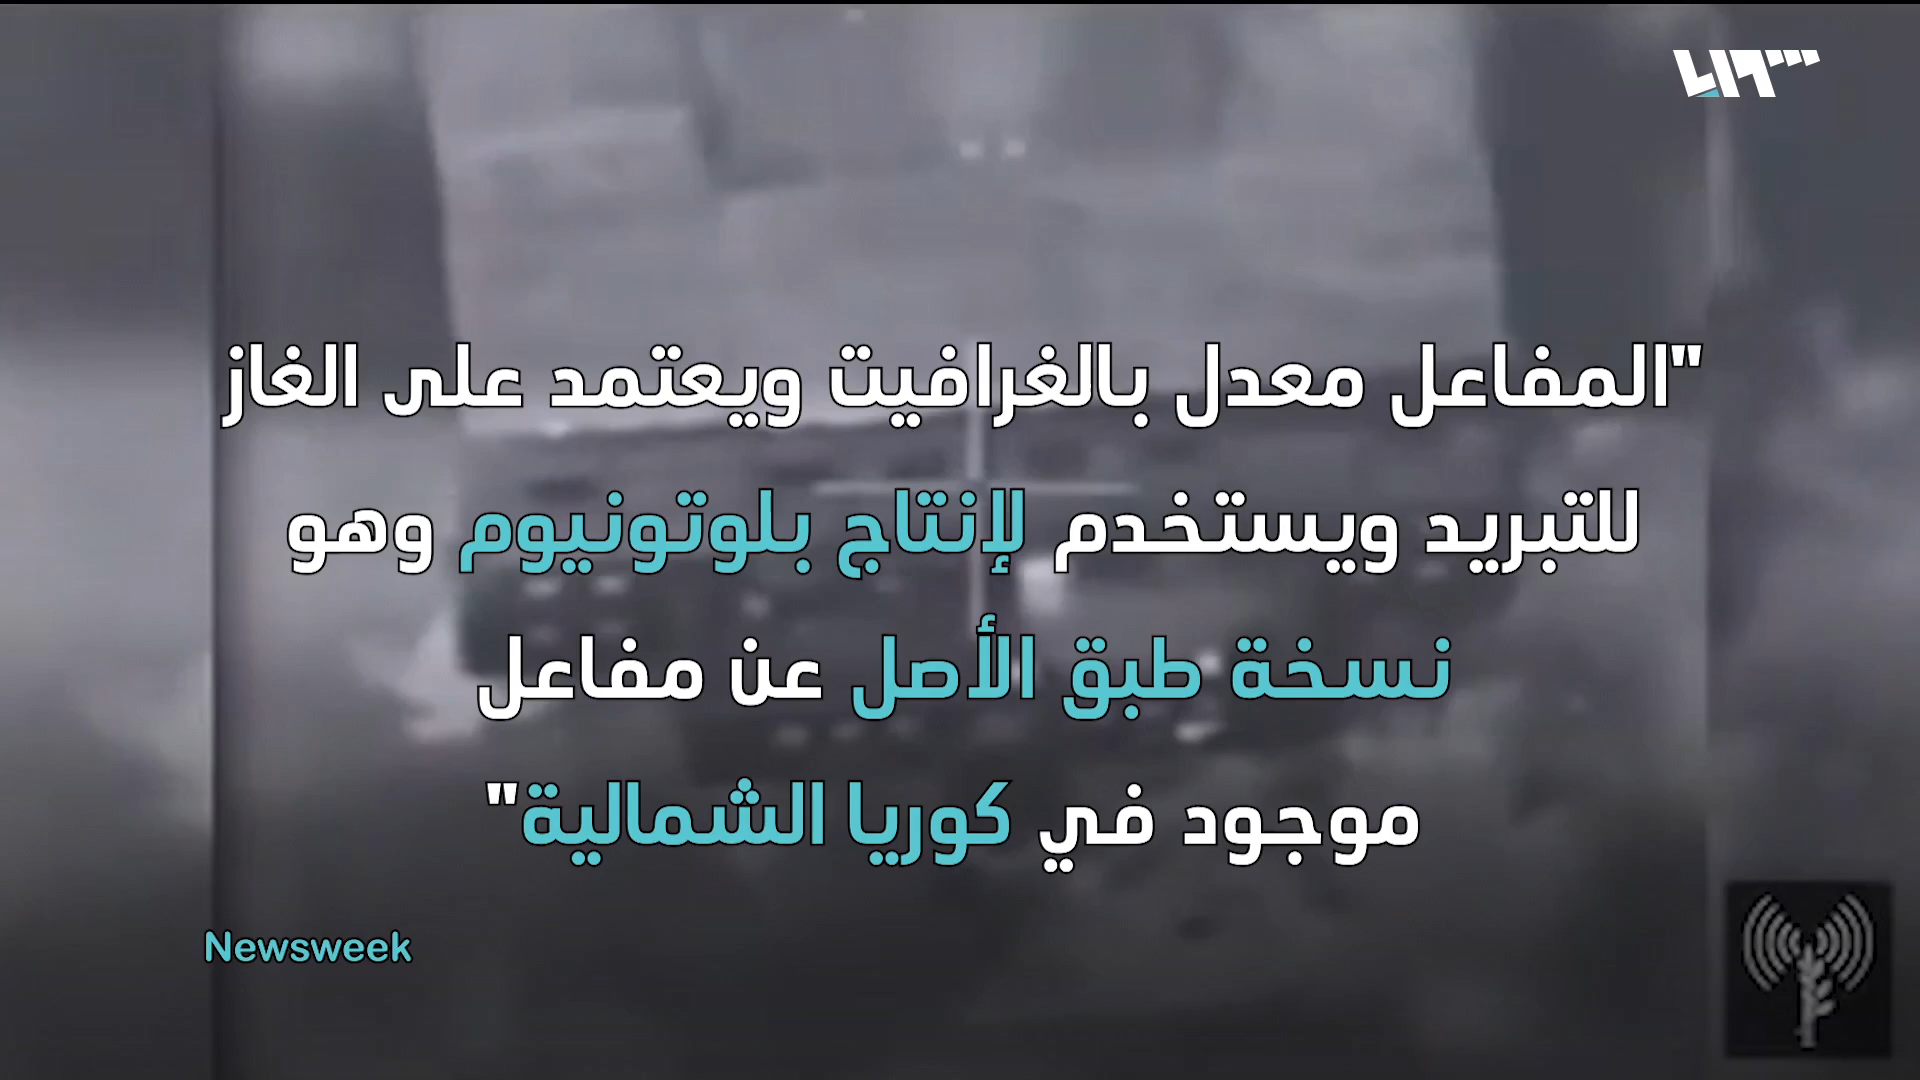 "المفاعل معدل بالغرافيت ويعتمد على الغاز
للتبريد ويستخدم لإنتاج بلوتونيوم وهو
نسخة طبق الأصل عن مفاعل
موجود في كوريا الشمالية"
Newsweek